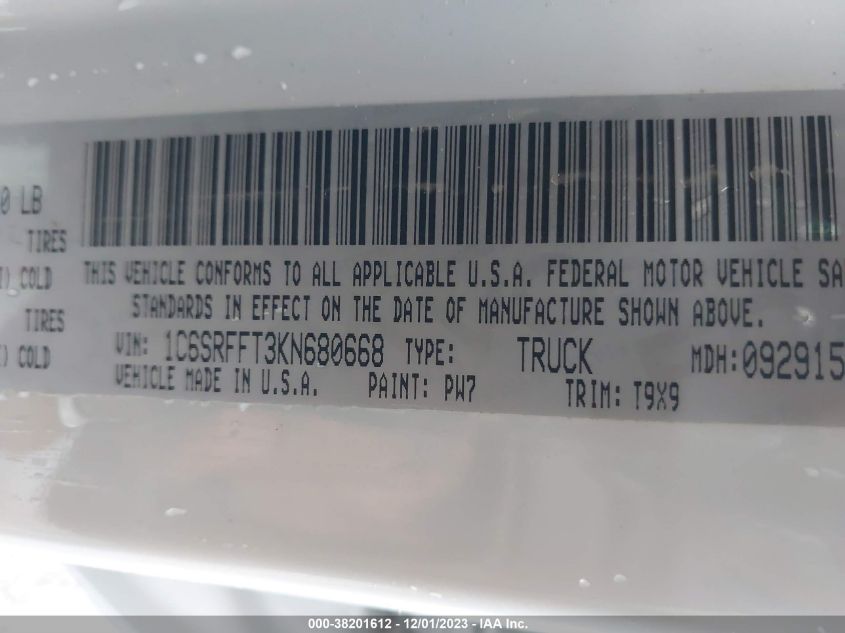 0 LB
TIRES
) COLD
TIRES
) COLD
THIS VEHICLE CONFORMS TO ALL APPLICABLE U.S.A. FEDERAL MOTOR VEHICLE SA
STANDARDS IN EFFECT ON THE DATE OF MANUFACTURE SHOWN ABOVE.
VIN: 1C6SRFFT3KN680668 TYPE: TRUCK MDH: 092915
VEHICLE MADE IN U.S.A. PAINT: PW7 TRIM: T9X9
000-38201612 - 12/01/2023 - IAA Inc.